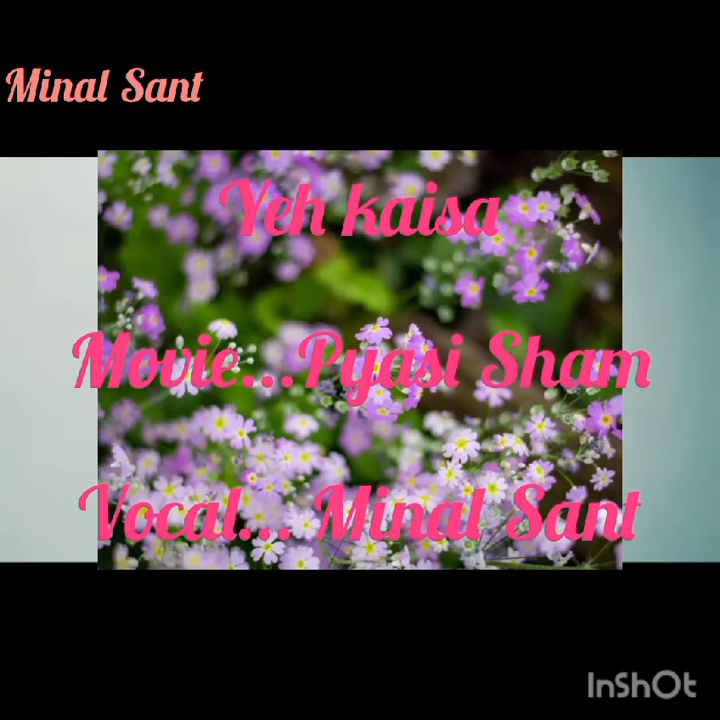 Minal Sant
Yeh kaisa
Movie...Pyasi Sham
Vocal... Minal Sant
InShOt